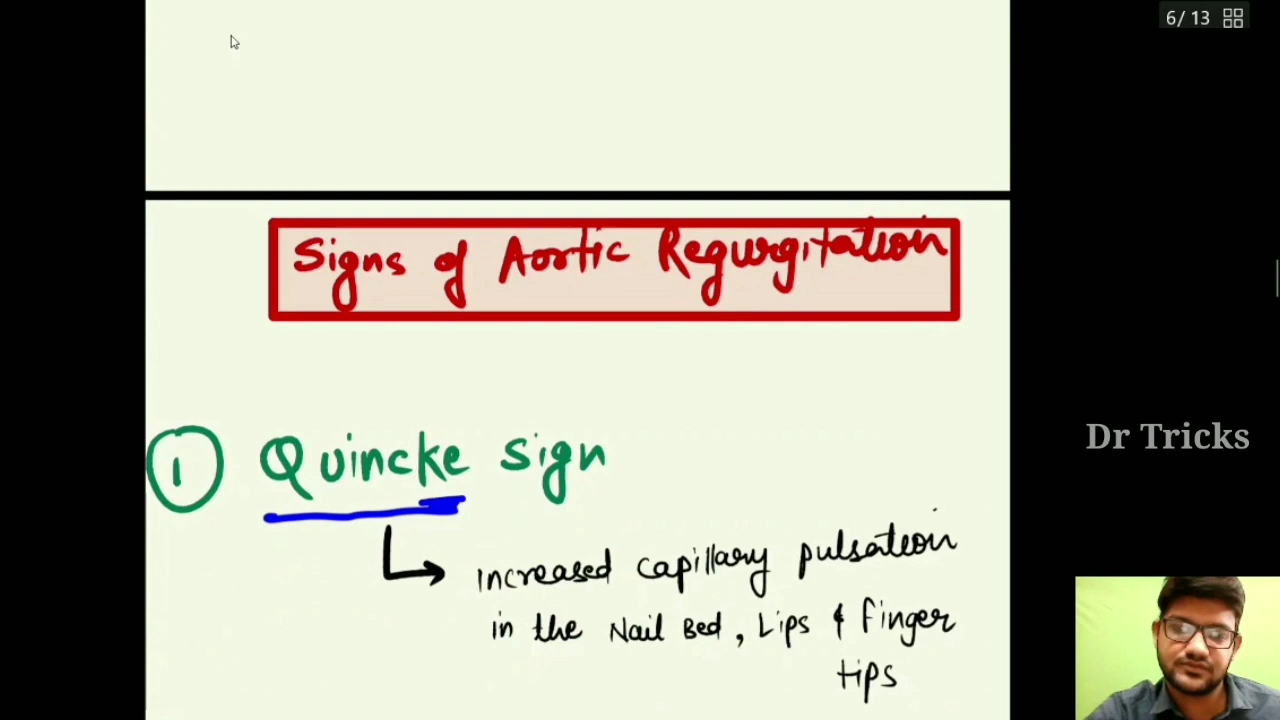 6/ 13
Signs of Aortic Regurgitation
1 Quincke sign
Dr Tricks
increased capillary pulsation
in the Nail Bed, Lips & finger
tips